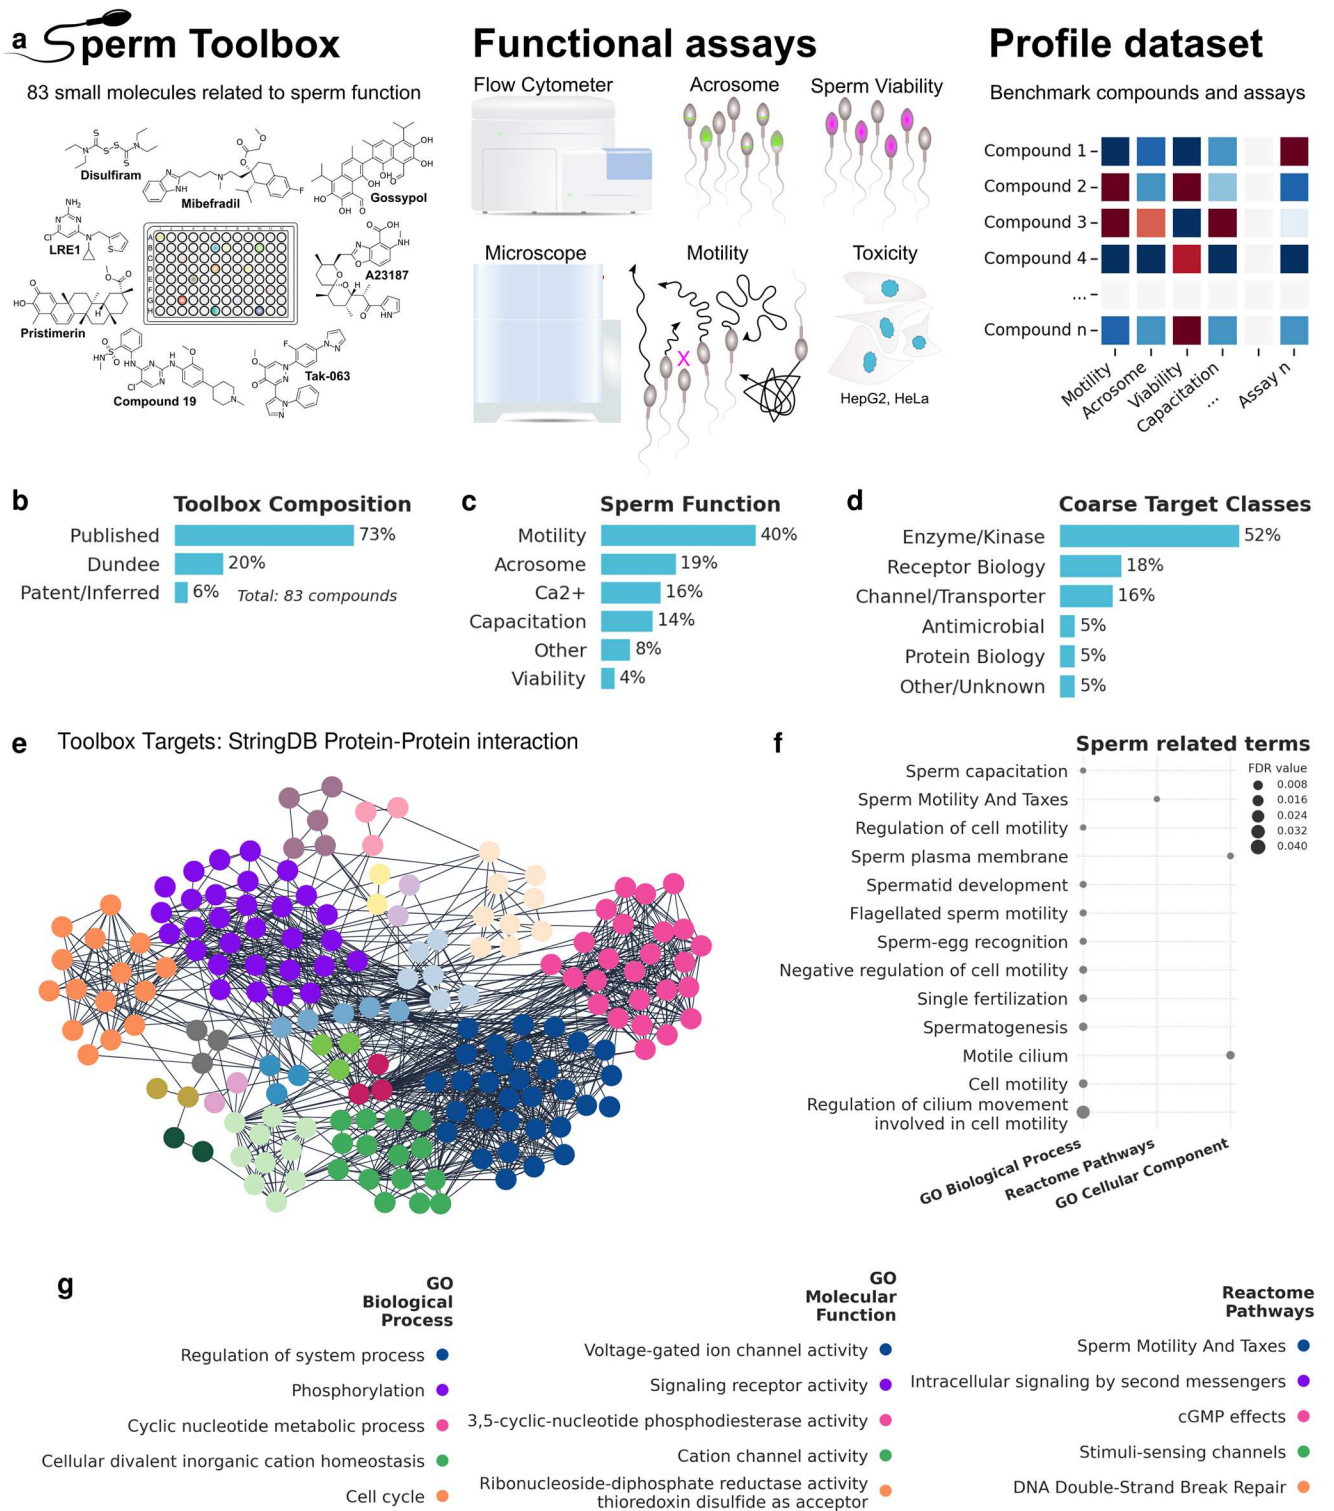 a Sperm Toolbox
83 small molecules related to sperm function
Disulfiram
Mibefradil
Gossypol
LRE1
A23187
Pristimerin
Compound 19
Tak-063
Functional assays
Flow Cytometer
Acrosome
Sperm Viability
Microscope
Motility
Toxicity
X
HepG2, HeLa
Profile dataset
Benchmark compounds and assays
Compound 1
Compound 2
Compound 3
Compound 4
...
Compound n
Motility
Acrosome
Viability
Capacitation
...
Assay n
b Toolbox Composition
Published 73%
Dundee 20%
Patent/Inferred 6%
Total: 83 compounds
c Sperm Function
Motility 40%
Acrosome 19%
Ca2+ 16%
Capacitation 14%
Other 8%
Viability 4%
d Coarse Target Classes
Enzyme/Kinase 52%
Receptor Biology 18%
Channel/Transporter 16%
Antimicrobial 5%
Protein Biology 5%
Other/Unknown 5%
e Toolbox Targets: StringDB Protein-Protein interaction
f Sperm related terms
Sperm capacitation
Sperm Motility And Taxes
Regulation of cell motility
Sperm plasma membrane
Spermatid development
Flagellated sperm motility
Sperm-egg recognition
Negative regulation of cell motility
Single fertilization
Spermatogenesis
Motile cilium
Cell motility
Regulation of cilium movement
involved in cell motility
GO Biological Process
Reactome Pathways
GO Cellular Component
FDR value
0.008
0.016
0.024
0.032
0.040
g
GO
Biological
Process
Regulation of system process
Phosphorylation
Cyclic nucleotide metabolic process
Cellular divalent inorganic cation homeostasis
Cell cycle
GO
Molecular
Function
Voltage-gated ion channel activity
Signaling receptor activity
3,5-cyclic-nucleotide phosphodiesterase activity
Cation channel activity
Ribonucleoside-diphosphate reductase activity
thioredoxin disulfide as acceptor
Reactome
Pathways
Sperm Motility And Taxes
Intracellular signaling by second messengers
cGMP effects
Stimuli-sensing channels
DNA Double-Strand Break Repair